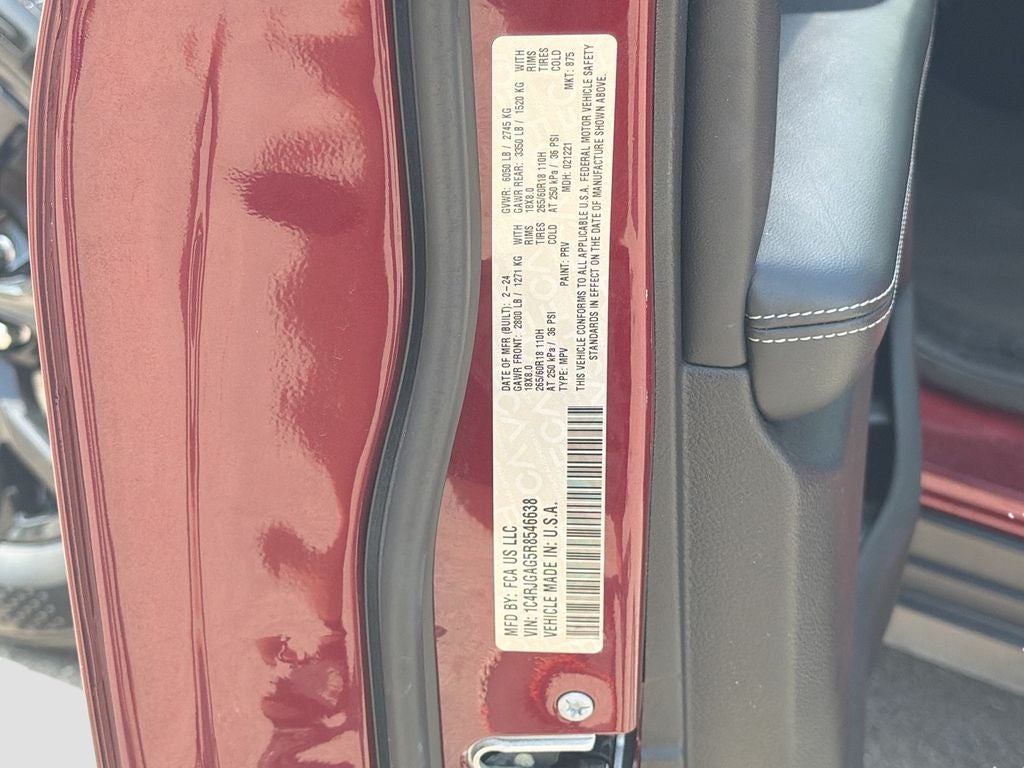 MFD BY: FCA US LLC
VIN: 1C4RJGAG5R8546638
VEHICLE MADE IN: U.S.A.
DATE OF MFR (BUILT): 2-24 GVWR: 6050 LB / 2745 KG WITH
GAWR FRONT: 2800 LB / 1271 KG WITH GAWR REAR: 3350 LB / 1520 KG RIMS
18X8.0 RIMS 18X8.0 TIRES
265/60R18 110H TIRES 265/60R18 110H COLD
AT 250 kPa / 36 PSI COLD AT 250 kPa / 36 PSI
TYPE: MPV PAINT: PRV MDH: 021221 MKT: 875
THIS VEHICLE CONFORMS TO ALL APPLICABLE U.S.A. FEDERAL MOTOR VEHICLE SAFETY
STANDARDS IN EFFECT ON THE DATE OF MANUFACTURE SHOWN ABOVE.